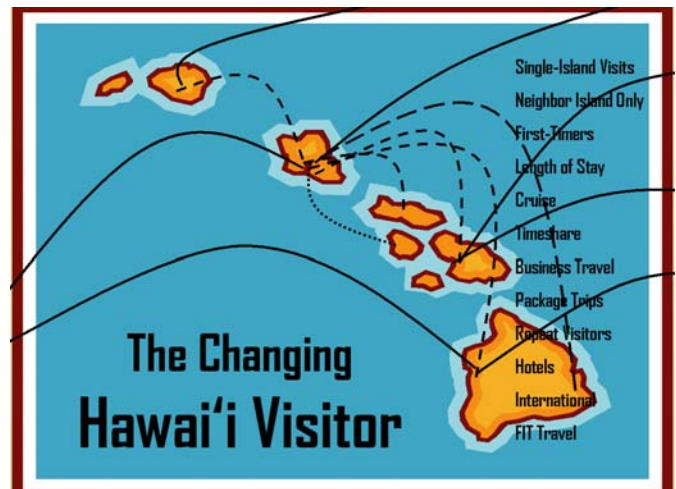 Single-Island Visits
Neighbor Island Only
First-Timers
Length of Stay
Cruise
Timeshare
Business Travel
Package Trips
Repeat Visitors
Hotels
International
FIT Travel
The Changing
Hawai‘i Visitor